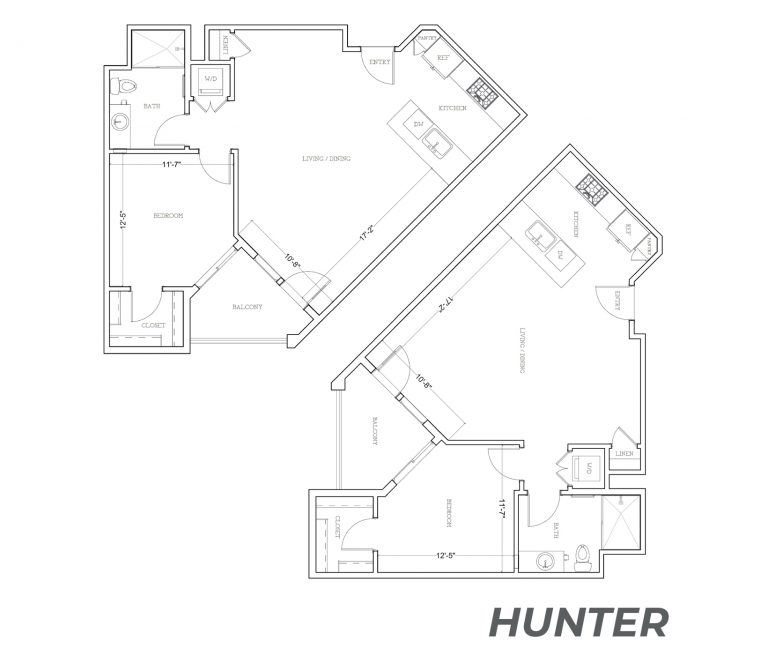 LINEN
W/D
BATH
ENTRY
PANTRY
REF
KITCHEN
DW
LIVING / DINING
11'-7"
12'-5"
BEDROOM
17'-2"
10'-8"
BALCONY
CLOSET
KITCHEN
REF
PANTRY
DW
ENTRY
17'-2"
LIVING / DINING
10'-8"
BALCONY
LINEN
W/D
BEDROOM
11'-7"
CLOSET
BATH
12'-5"
HUNTER